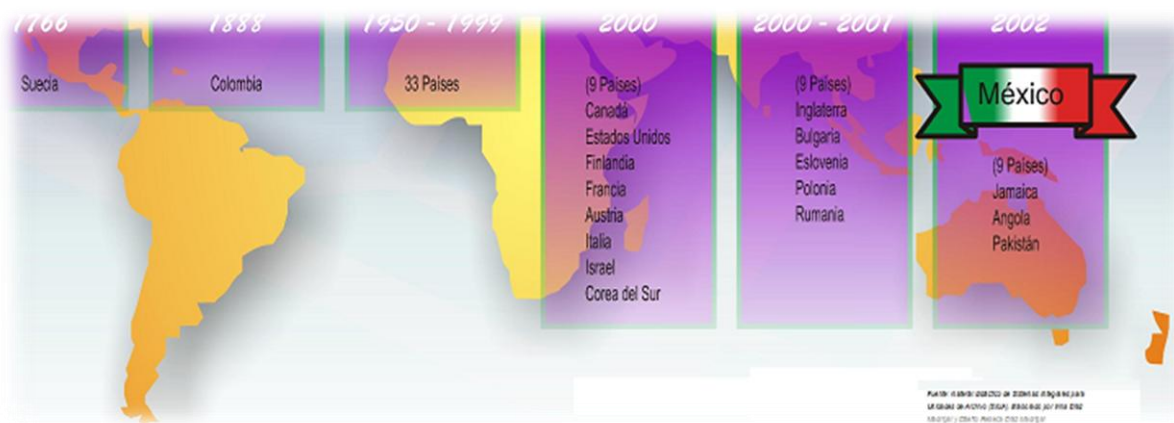 1766
Suecia
1888
Colombia
1950 - 1999
33 Países
2000
(9 Países)
Canadá
Estados Unidos
Finlandia
Francia
Austria
Italia
Israel
Corea del Sur
2000 - 2001
(9 Países)
Inglaterra
Bulgaria
Eslovenia
Polonia
Rumania
2002
México
(9 Países)
Jamaica
Angola
Pakistán